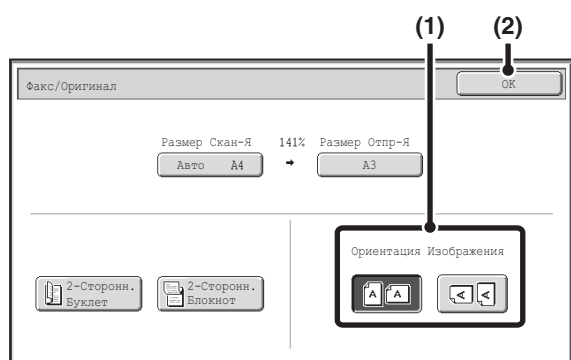 (1) (2)
Факс/Оригинал OK
Размер Скан-Я 141% Размер Отпр-Я
Авто A4 → A3
Ориентация Изображения
2-Сторонн. 2-Сторонн.
Буклет Блокнот
A A A A